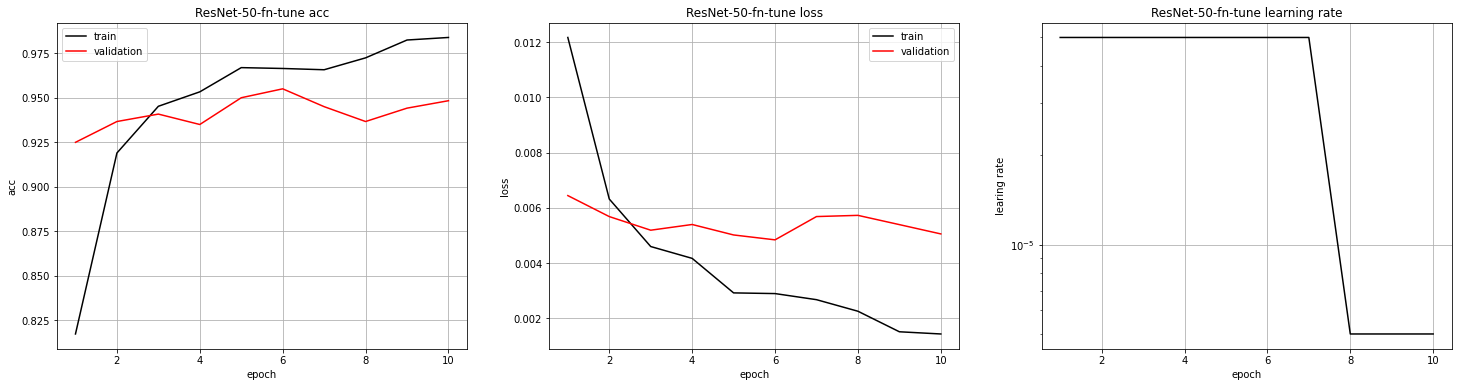 ResNet-50-fn-tune acc
train
validation
0.975
0.950
0.925
0.900
0.875
0.850
0.825
acc
2
4
6
8
10
epoch
ResNet-50-fn-tune loss
train
validation
0.012
0.010
0.008
0.006
0.004
0.002
loss
2
4
6
8
10
epoch
ResNet-50-fn-tune learning rate
10⁻⁵
learing rate
2
4
6
8
10
epoch